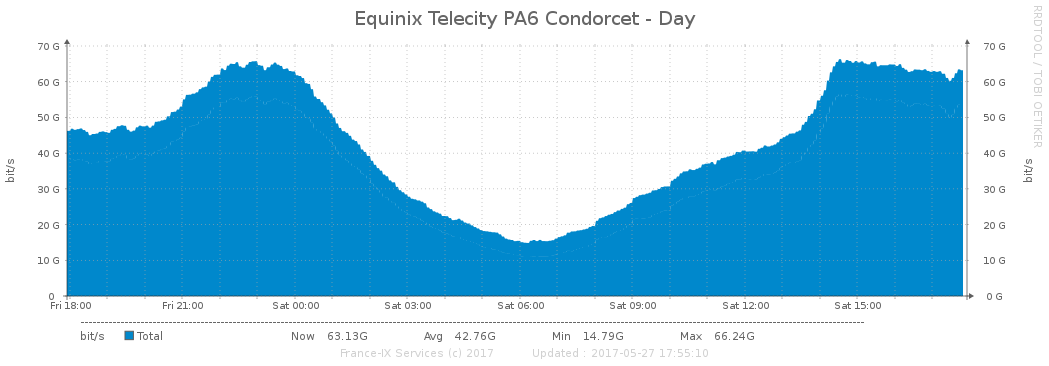 Equinix Telecity PA6 Condorcet - Day
RRDTOOL / TOBI OETIKER
70 G 70 G
60 G 60 G
50 G 50 G
40 G 40 G
30 G 30 G
20 G 20 G
10 G 10 G
0 0 G
bit/s
bit/s
Fri 18:00 Fri 21:00 Sat 00:00 Sat 03:00 Sat 06:00 Sat 09:00 Sat 12:00 Sat 15:00
bit/s Total Now 63.13G Avg 42.76G Min 14.79G Max 66.24G
France-IX Services (c) 2017 Updated : 2017-05-27 17:55:10